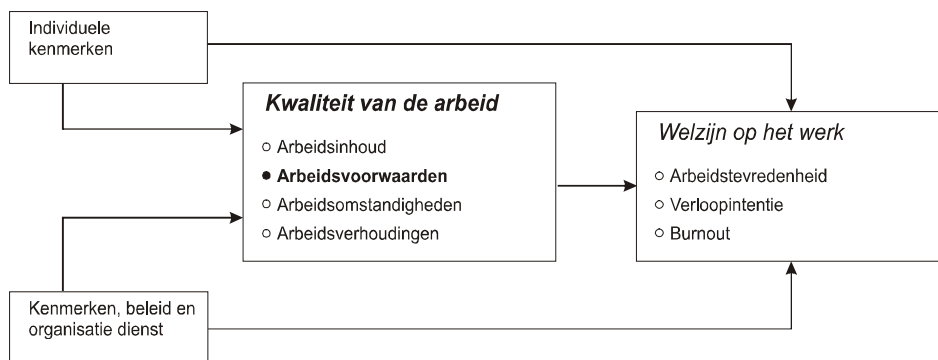 Individuele
kenmerken
Kwaliteit van de arbeid
Arbeidsinhoud
Arbeidsvoorwaarden
Arbeidsomstandigheden
Arbeidsverhoudingen
Welzijn op het werk
Arbeidstevredenheid
Verloopintentie
Burnout
Kenmerken, beleid en
organisatie dienst